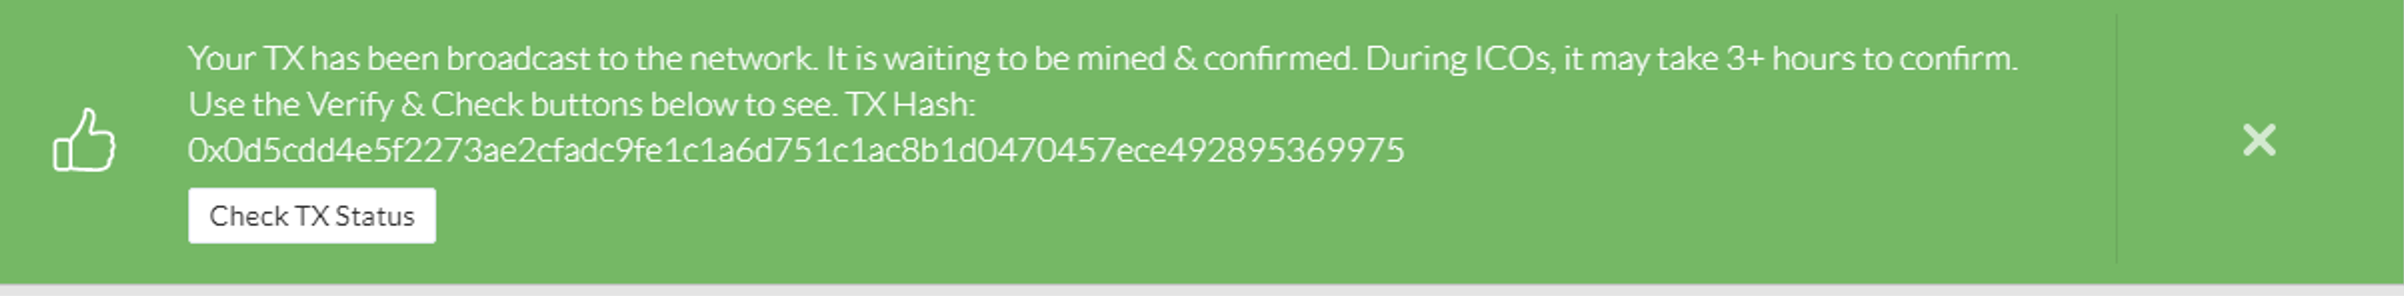 Your TX has been broadcast to the network. It is waiting to be mined & confirmed. During ICOs, it may take 3+ hours to confirm.
Use the Verify & Check buttons below to see. TX Hash:
0x0d5cdd4e5f2273ae2cfadc9fe1c1a6d751c1ac8b1d0470457ece492895369975
Check TX Status